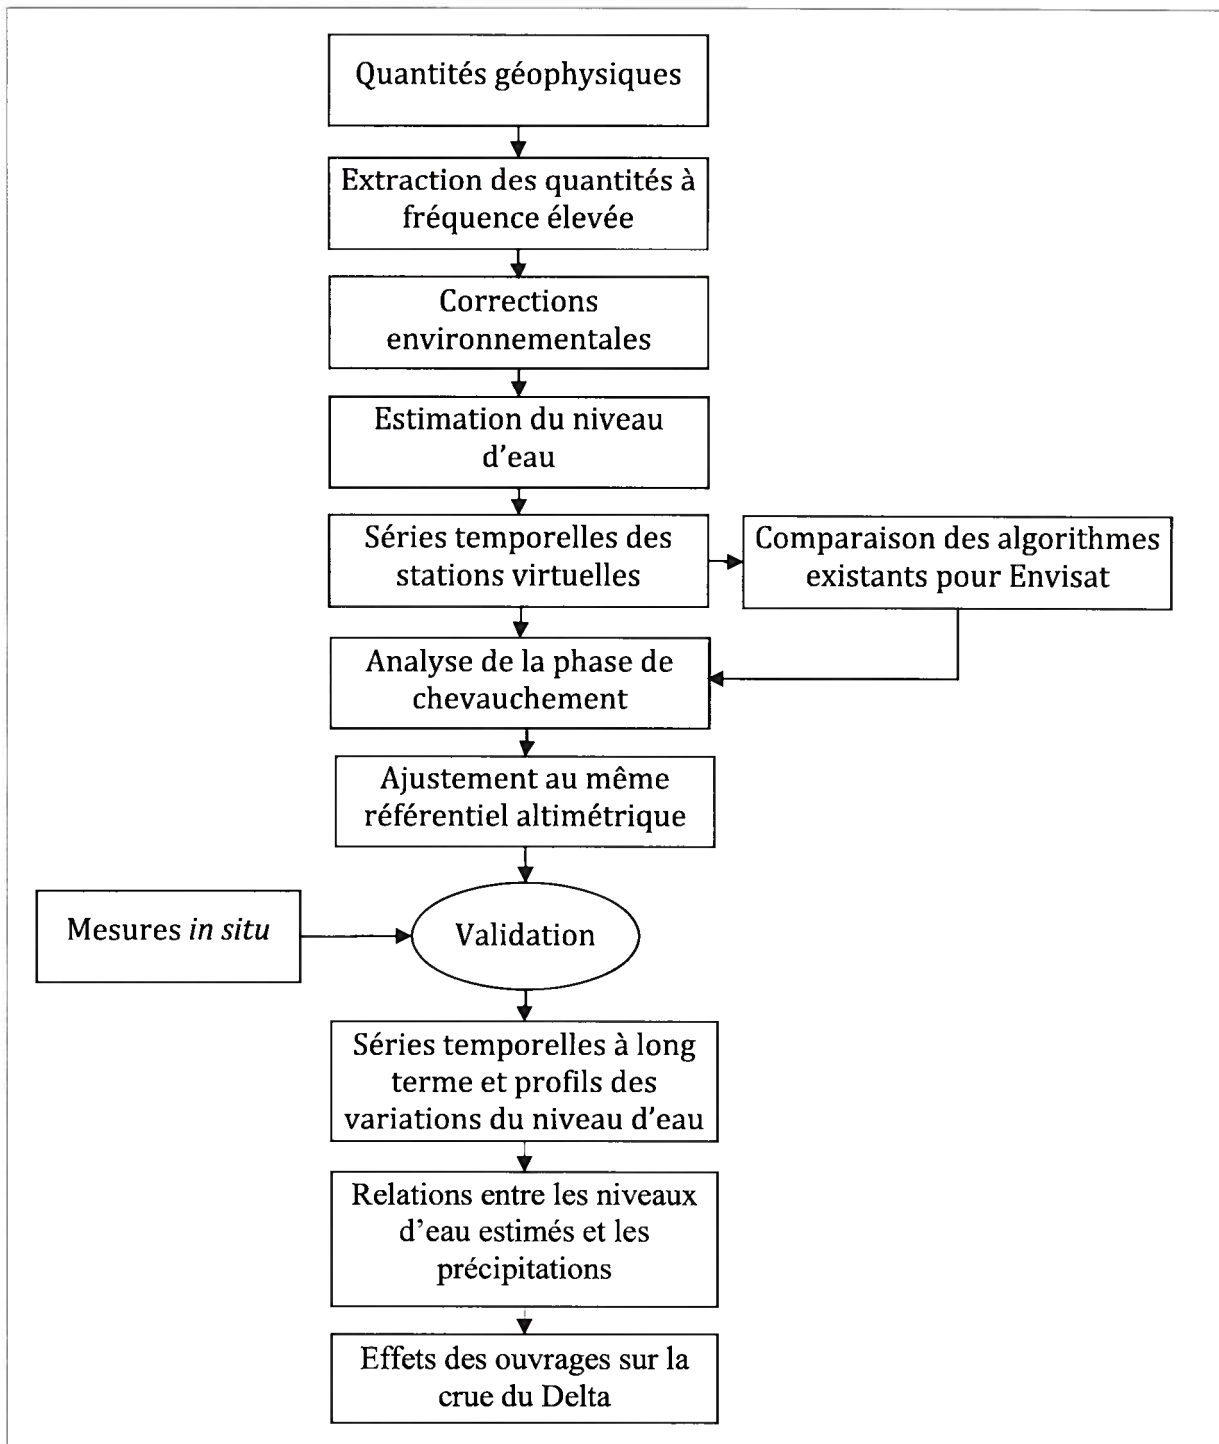 Quantités géophysiques
Extraction des quantités à
fréquence élevée
Corrections
environnementales
Estimation du niveau
d'eau
Séries temporelles des
stations virtuelles
Comparaison des algorithmes
existants pour Envisat
Analyse de la phase de
chevauchement
Ajustement au même
référentiel altimétrique
Mesures in situ
Validation
Séries temporelles à long
terme et profils des
variations du niveau d'eau
Relations entre les niveaux
d'eau estimés et les
précipitations
Effets des ouvrages sur la
crue du Delta